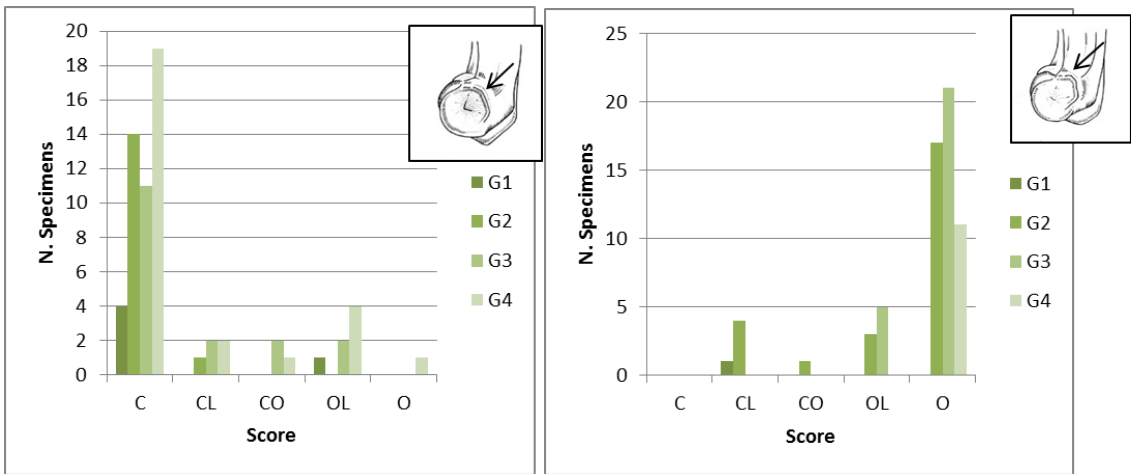 20
18
16
14
12
10
8
6
4
2
0
N. Specimens
C CL CO OL O
Score
G1
G2
G3
G4
25
20
15
10
5
0
N. Specimens
C CL CO OL O
Score
G1
G2
G3
G4